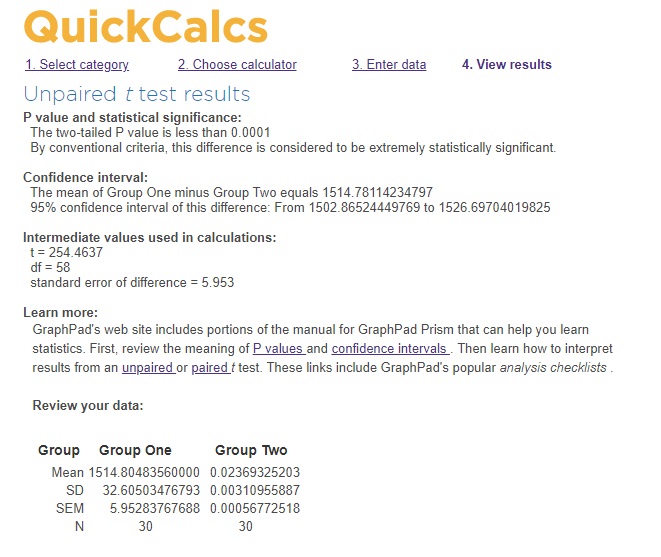 QuickCalcs
1. Select category 2. Choose calculator 3. Enter data 4. View results
Unpaired t test results
P value and statistical significance:
The two-tailed P value is less than 0.0001
By conventional criteria, this difference is considered to be extremely statistically significant.
Confidence interval:
The mean of Group One minus Group Two equals 1514.78114234797
95% confidence interval of this difference: From 1502.86524449769 to 1526.69704019825
Intermediate values used in calculations:
t = 254.4637
df = 58
standard error of difference = 5.953
Learn more:
GraphPad's web site includes portions of the manual for GraphPad Prism that can help you learn
statistics. First, review the meaning of P values and confidence intervals . Then learn how to interpret
results from an unpaired or paired t test. These links include GraphPad's popular analysis checklists .
Review your data:
Group Group One Group Two
Mean 1514.80483560000 0.02369325203
SD 32.60503476793 0.00310955887
SEM 5.95283767688 0.00056772518
N 30 30